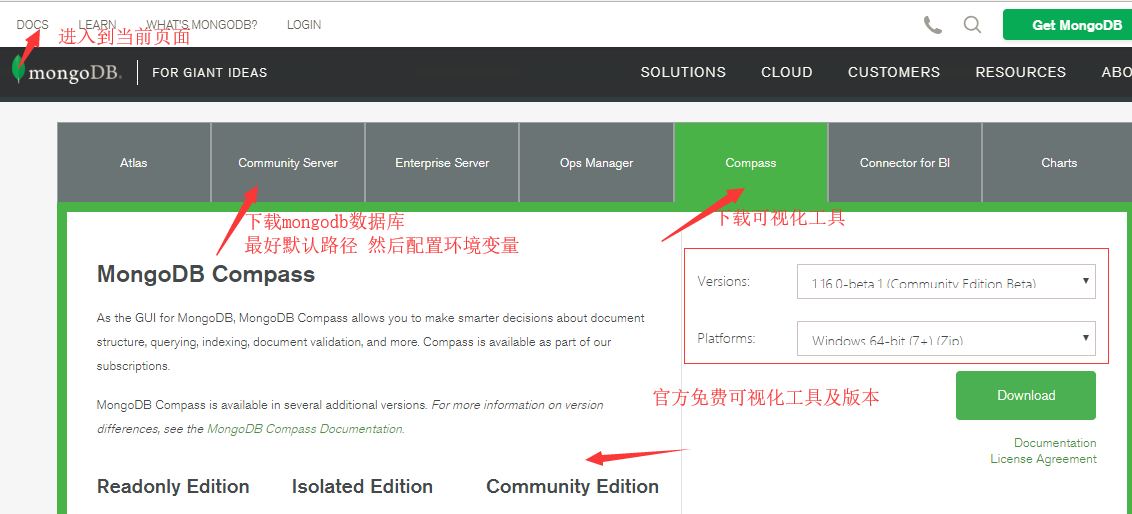 DOCS LEARN WHAT'S MONGODB? LOGIN
进入到当前页面
Get MongoDB
mongoDB. FOR GIANT IDEAS
SOLUTIONS CLOUD CUSTOMERS RESOURCES ABO
Atlas Community Server Enterprise Server Ops Manager Compass Connector for BI Charts
下载mongodb数据库
最好默认路径 然后配置环境变量
下载可视化工具
MongoDB Compass
As the GUI for MongoDB, MongoDB Compass allows you to make smarter decisions about document
structure, querying, indexing, document validation, and more. Compass is available as part of our
subscriptions.
MongoDB Compass is available in several additional versions. For more information on version
differences, see the MongoDB Compass Documentation.
Readonly Edition Isolated Edition Community Edition
Versions: 1.16.0-beta.1 (Community Edition Beta)
Platforms: Windows 64-bit (7+) (Zip)
官方免费可视化工具及版本
Download
Documentation
License Agreement